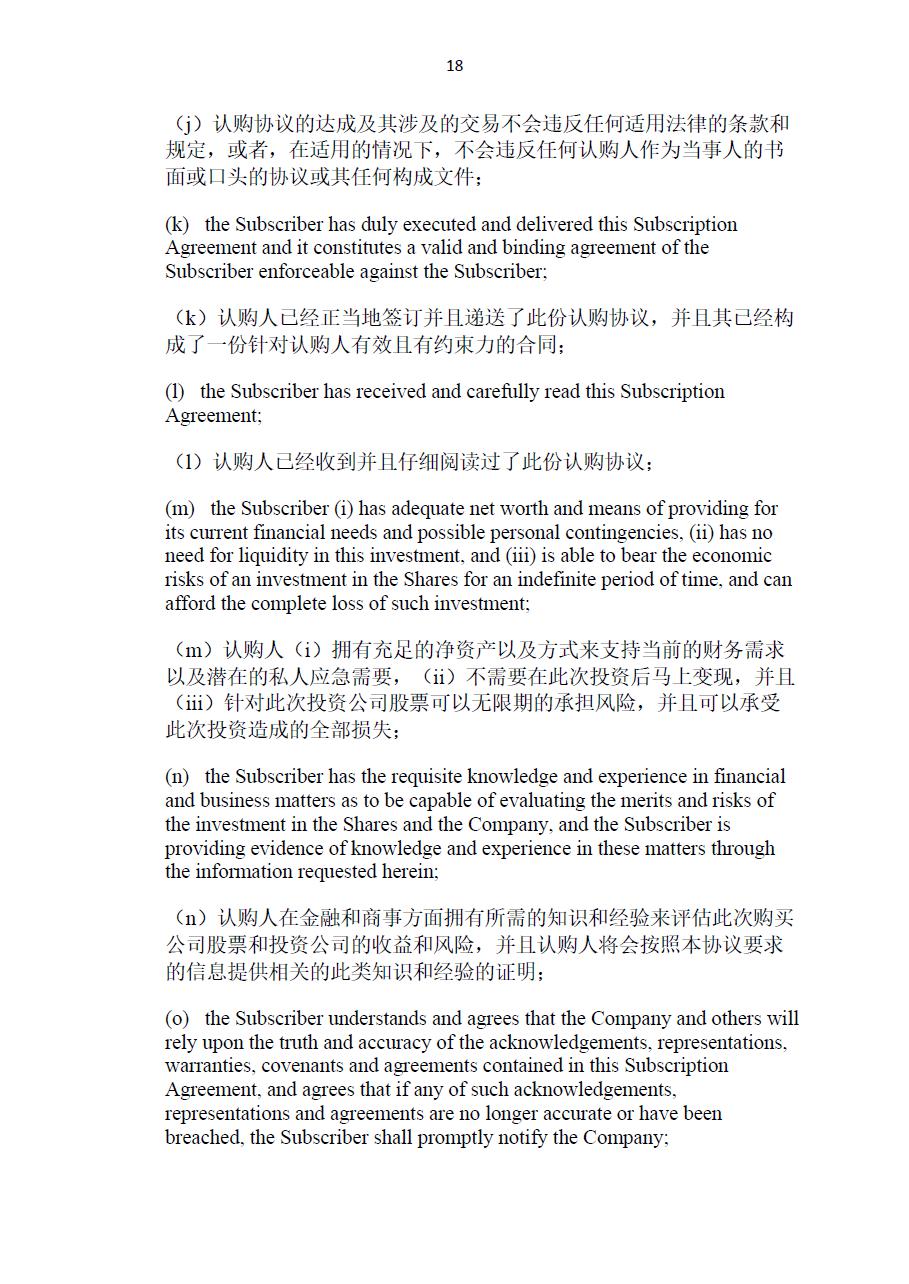 18
（j）认购协议的达成及其涉及的交易不会违反任何适用法律的条款和
规定，或者，在适用的情况下，不会违反任何认购人作为当事人的书
面或口头的协议或其任何构成文件；
(k) the Subscriber has duly executed and delivered this Subscription
Agreement and it constitutes a valid and binding agreement of the
Subscriber enforceable against the Subscriber;
（k）认购人已经正当地签订并且递送了此份认购协议，并且其已经构
成了一份针对认购人有效且有约束力的合同；
(l) the Subscriber has received and carefully read this Subscription
Agreement;
（l）认购人已经收到并且仔细阅读过了此份认购协议；
(m) the Subscriber (i) has adequate net worth and means of providing for
its current financial needs and possible personal contingencies, (ii) has no
need for liquidity in this investment, and (iii) is able to bear the economic
risks of an investment in the Shares for an indefinite period of time, and can
afford the complete loss of such investment;
（m）认购人（i）拥有充足的净资产以及方式来支持当前的财务需求
以及潜在的私人应急需要，（ii）不需要在此次投资后马上变现，并且
（iii）针对此次投资公司股票可以无限期的承担风险，并且可以承受
此次投资造成的全部损失；
(n) the Subscriber has the requisite knowledge and experience in financial
and business matters as to be capable of evaluating the merits and risks of
the investment in the Shares and the Company, and the Subscriber is
providing evidence of knowledge and experience in these matters through
the information requested herein;
（n）认购人在金融和商事方面拥有所需的知识和经验来评估此次购买
公司股票和投资公司的收益和风险，并且认购人将会按照本协议要求
的信息提供相关的此类知识和经验的证明；
(o) the Subscriber understands and agrees that the Company and others will
rely upon the truth and accuracy of the acknowledgements, representations,
warranties, covenants and agreements contained in this Subscription
Agreement, and agrees that if any of such acknowledgements,
representations and agreements are no longer accurate or have been
breached, the Subscriber shall promptly notify the Company;